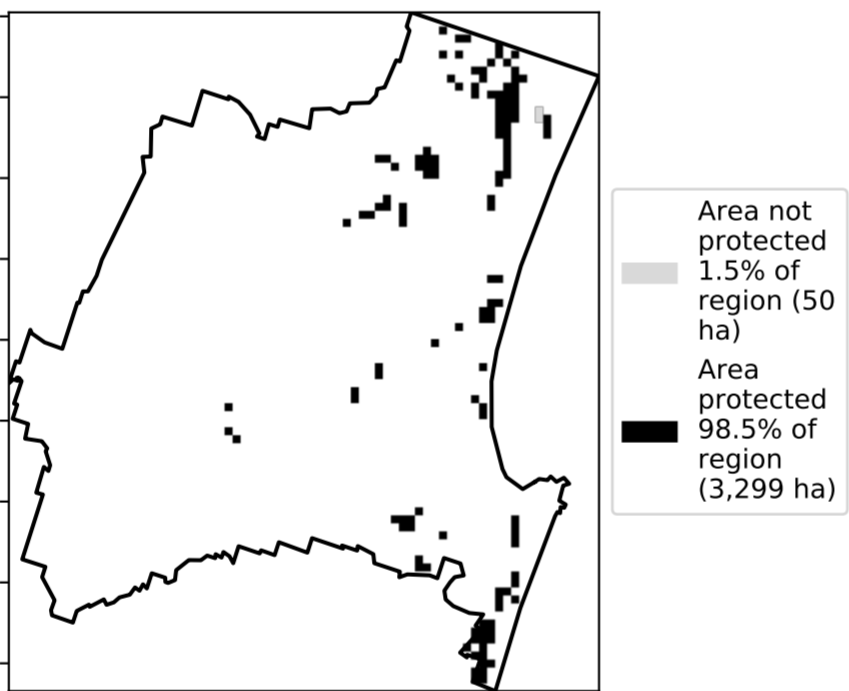 Area not
protected
1.5% of
region (50
ha)
Area
protected
98.5% of
region
(3,299 ha)